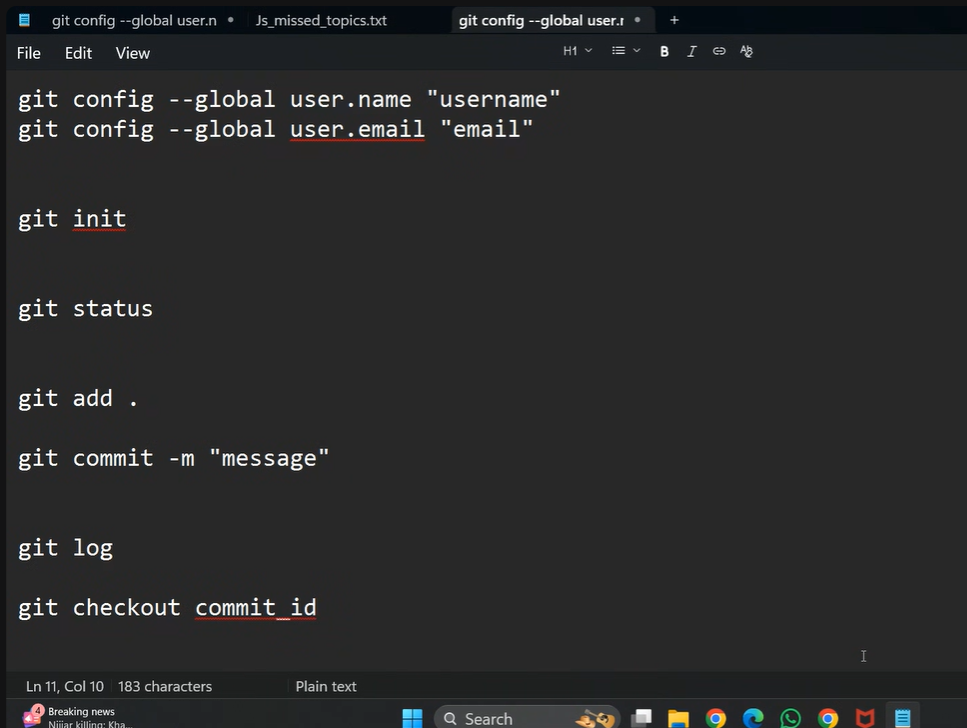 git config --global user.n
Js_missed_topics.txt
git config --global user.r
File Edit View
H1
B I
git config --global user.name "username"
git config --global user.email "email"
git init
git status
git add .
git commit -m "message"
git log
git checkout commit_id
Ln 11, Col 10 183 characters Plain text
4 Breaking news
Nijjar killing: Kha...
Search